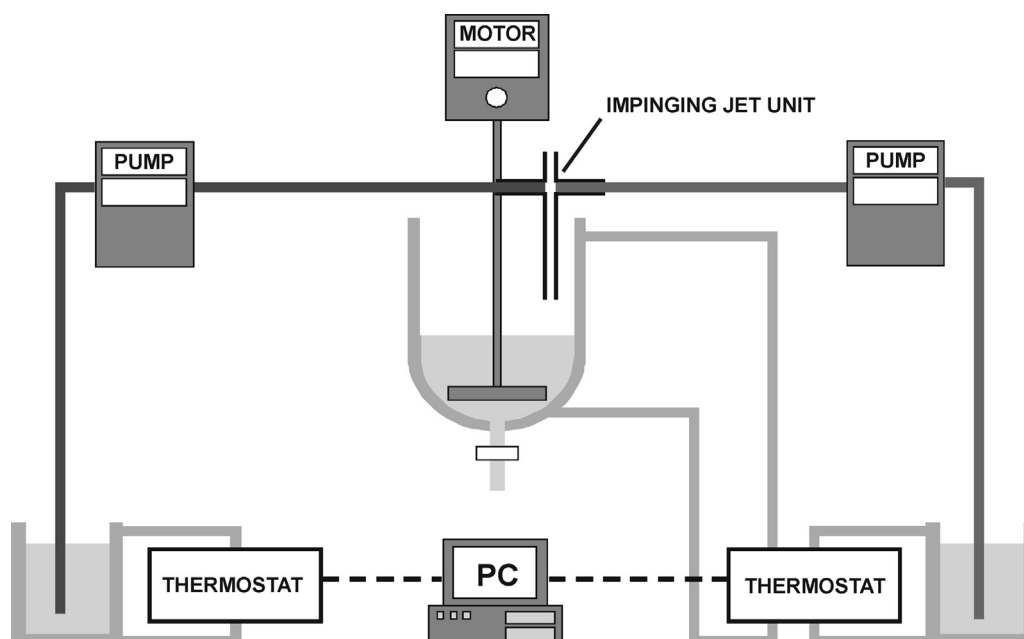 MOTOR
IMPINGING JET UNIT
PUMP
PUMP
THERMOSTAT
PC
THERMOSTAT